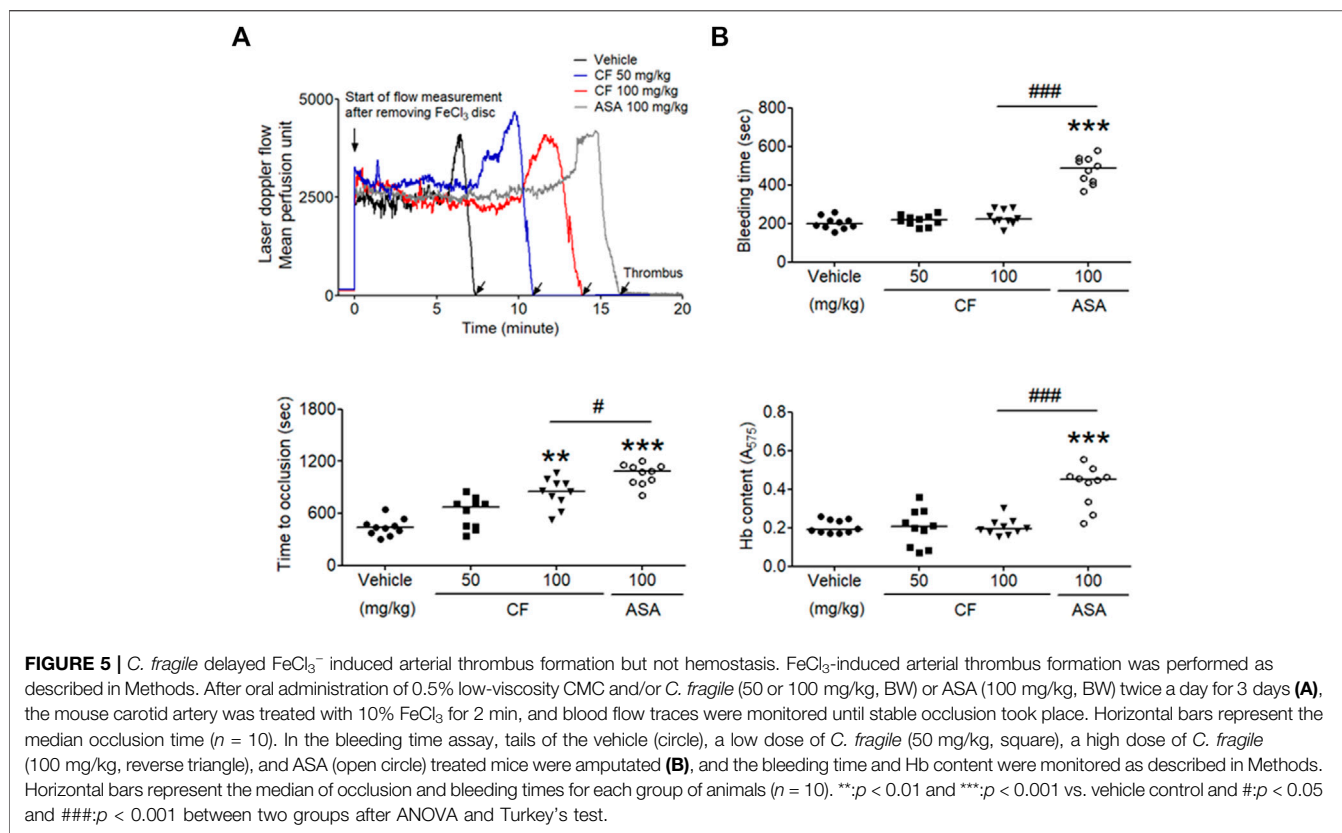 A
Vehicle
CF 50 mg/kg
CF 100 mg/kg
ASA 100 mg/kg
Start of flow measurement
after removing FeCl₃ disc
5000
2500
0
Laser doppler flow
Mean perfusion unit
Thrombus
0 5 10 15 20
Time (minute)
B
###
***
800
600
400
200
0
Bleeding time (sec)
Vehicle 50 100 100
(mg/kg) CF ASA
#
** ***
1800
1200
600
0
Time to occlusion (sec)
Vehicle 50 100 100
(mg/kg) CF ASA
###
***
0.8
0.6
0.4
0.2
0.0
Hb content (A₅₇₅)
Vehicle 50 100 100
(mg/kg) CF ASA
FIGURE 5 | C. fragile delayed FeCl₃⁻ induced arterial thrombus formation but not hemostasis. FeCl₃-induced arterial thrombus formation was performed as
described in Methods. After oral administration of 0.5% low-viscosity CMC and/or C. fragile (50 or 100 mg/kg, BW) or ASA (100 mg/kg, BW) twice a day for 3 days (A),
the mouse carotid artery was treated with 10% FeCl₃ for 2 min, and blood flow traces were monitored until stable occlusion took place. Horizontal bars represent the
median occlusion time (n = 10). In the bleeding time assay, tails of the vehicle (circle), a low dose of C. fragile (50 mg/kg, square), a high dose of C. fragile
(100 mg/kg, reverse triangle), and ASA (open circle) treated mice were amputated (B), and the bleeding time and Hb content were monitored as described in Methods.
Horizontal bars represent the median of occlusion and bleeding times for each group of animals (n = 10). **:p < 0.01 and ***:p < 0.001 vs. vehicle control and #:p < 0.05
and ###:p < 0.001 between two groups after ANOVA and Turkey's test.